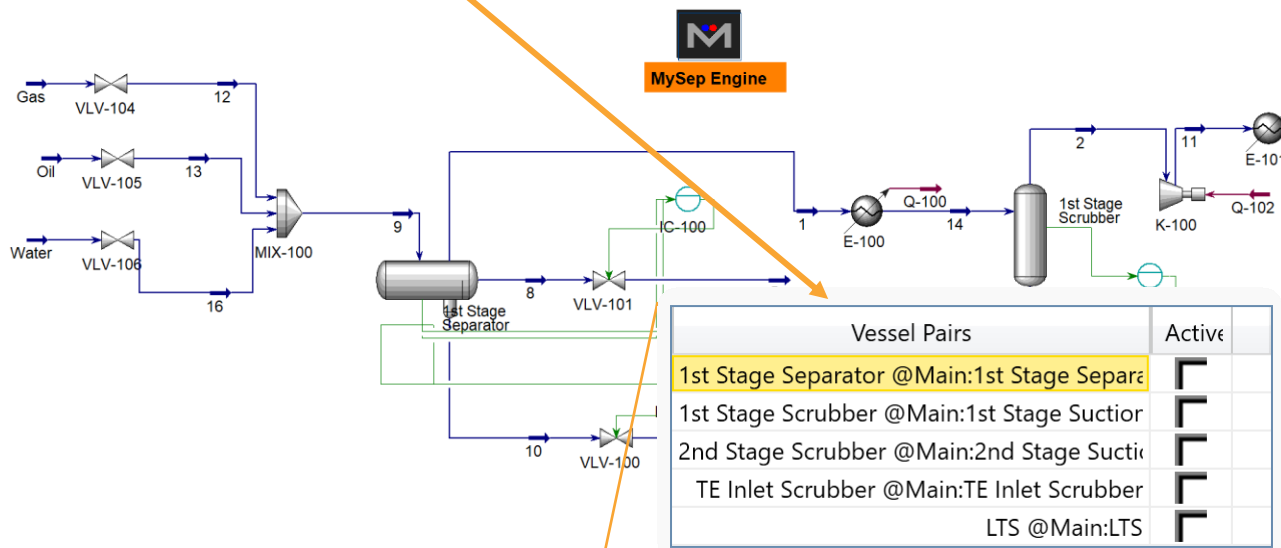 MySep Engine
Gas
VLV-104
12
Oil
VLV-105
13
Water
VLV-106
16
MIX-100
9
1st Stage
Separator
8
VLV-101
10
VLV-100
IC-100
1
E-100
Q-100
14
1st Stage
Scrubber
2
11
K-100
E-101
Q-102
Vessel Pairs
Active
1st Stage Separator @Main:1st Stage Separa
1st Stage Scrubber @Main:1st Stage Suction
2nd Stage Scrubber @Main:2nd Stage Suctic
TE Inlet Scrubber @Main:TE Inlet Scrubber
LTS @Main:LTS